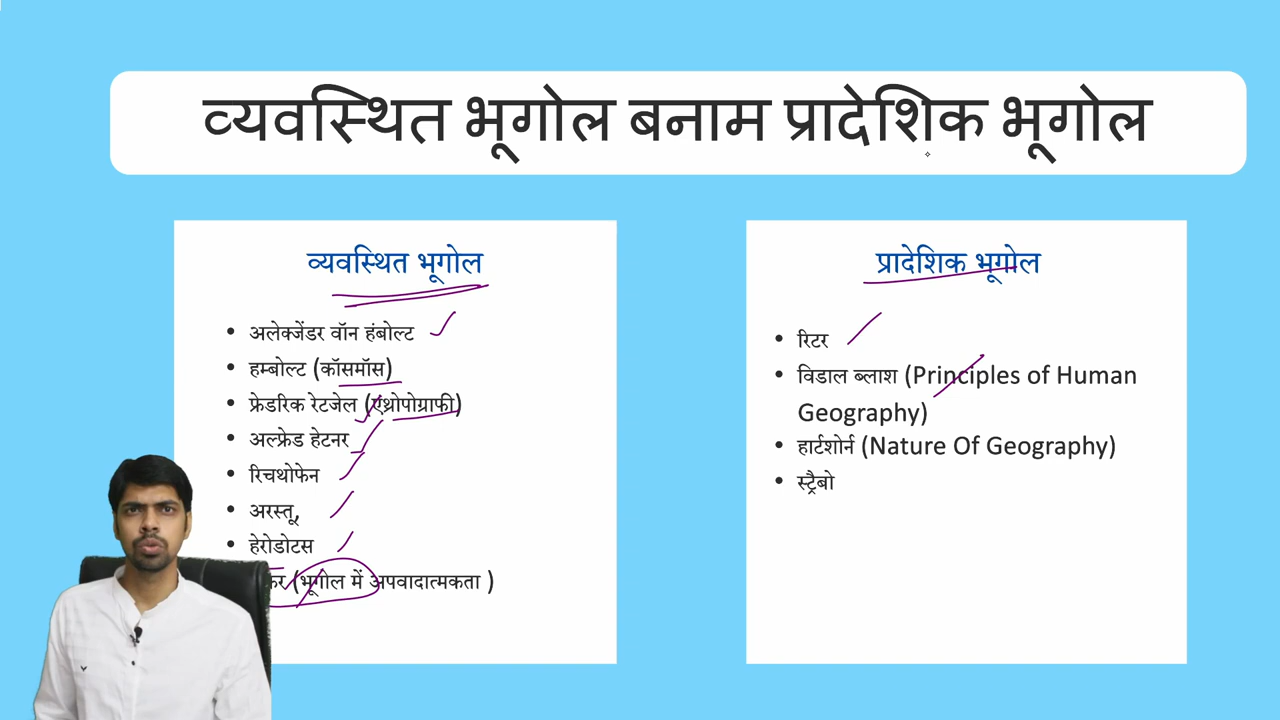 व्यवस्थित भूगोल बनाम प्रादेशिक भूगोल
व्यवस्थित भूगोल
• अलेक्जेंडर वॉन हंबोल्ट
• हम्बोल्ट (कॉसमॉस)
• फ्रेडरिक रेटजेल (एंथ्रोपोग्राफी)
• अल्फ्रेड हेटनर
• रिचथोफेन
• अरस्तू,
• हेरोडोटस
(भूगोल में अपवादात्मकता )
प्रादेशिक भूगोल
• रिटर
• विडाल ब्लाश (Principles of Human
Geography)
• हार्टशोर्न (Nature Of Geography)
• स्ट्रैबो